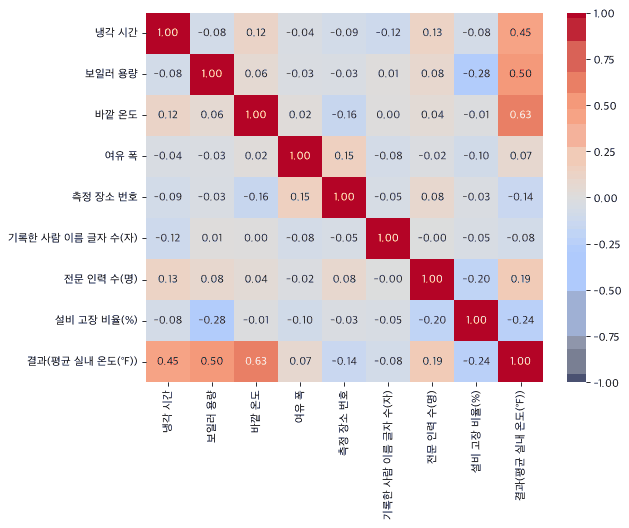 냉각 시간 1.00 −0.08 0.12 −0.04 −0.09 −0.12 0.13 −0.08 0.45
보일러 용량 −0.08 1.00 0.06 −0.03 −0.03 0.01 0.08 −0.28 0.50
바깥 온도 0.12 0.06 1.00 0.02 −0.16 0.00 0.04 −0.01 0.63
여유 폭 −0.04 −0.03 0.02 1.00 0.15 −0.08 −0.02 −0.10 0.07
측정 장소 번호 −0.09 −0.03 −0.16 0.15 1.00 −0.05 0.08 −0.03 −0.14
기록한 사람 이름 글자 수(자) −0.12 0.01 0.00 −0.08 −0.05 1.00 −0.00 −0.05 −0.08
전문 인력 수(명) 0.13 0.08 0.04 −0.02 0.08 −0.00 1.00 −0.20 0.19
설비 고장 비율(%) −0.08 −0.28 −0.01 −0.10 −0.03 −0.05 −0.20 1.00 −0.24
결과(평균 실내 온도(°F)) 0.45 0.50 0.63 0.07 −0.14 −0.08 0.19 −0.24 1.00
냉각 시간
보일러 용량
바깥 온도
여유 폭
측정 장소 번호
기록한 사람 이름 글자 수(자)
전문 인력 수(명)
설비 고장 비율(%)
결과(평균 실내 온도(°F))
1.00
0.75
0.50
0.25
0.00
−0.25
−0.50
−0.75
−1.00